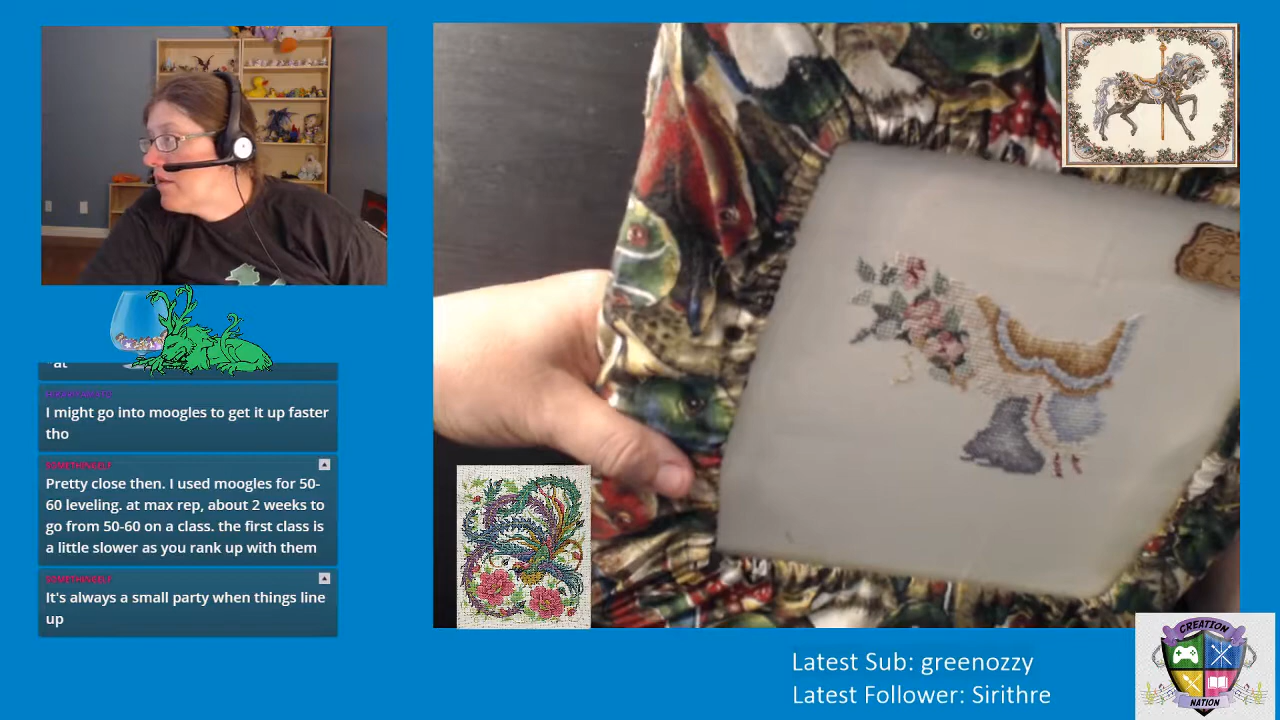 "at
I might go into moogles to get it up faster
tho
SOMETHINGELF
Pretty close then. I used moogles for 50-
60 leveling. at max rep, about 2 weeks to
go from 50-60 on a class. the first class is
a little slower as you rank up with them
SOMETHINGELF
It's always a small party when things line
up
Latest Sub: greenozzy
Latest Follower: Sirithre
CREATION
NATION